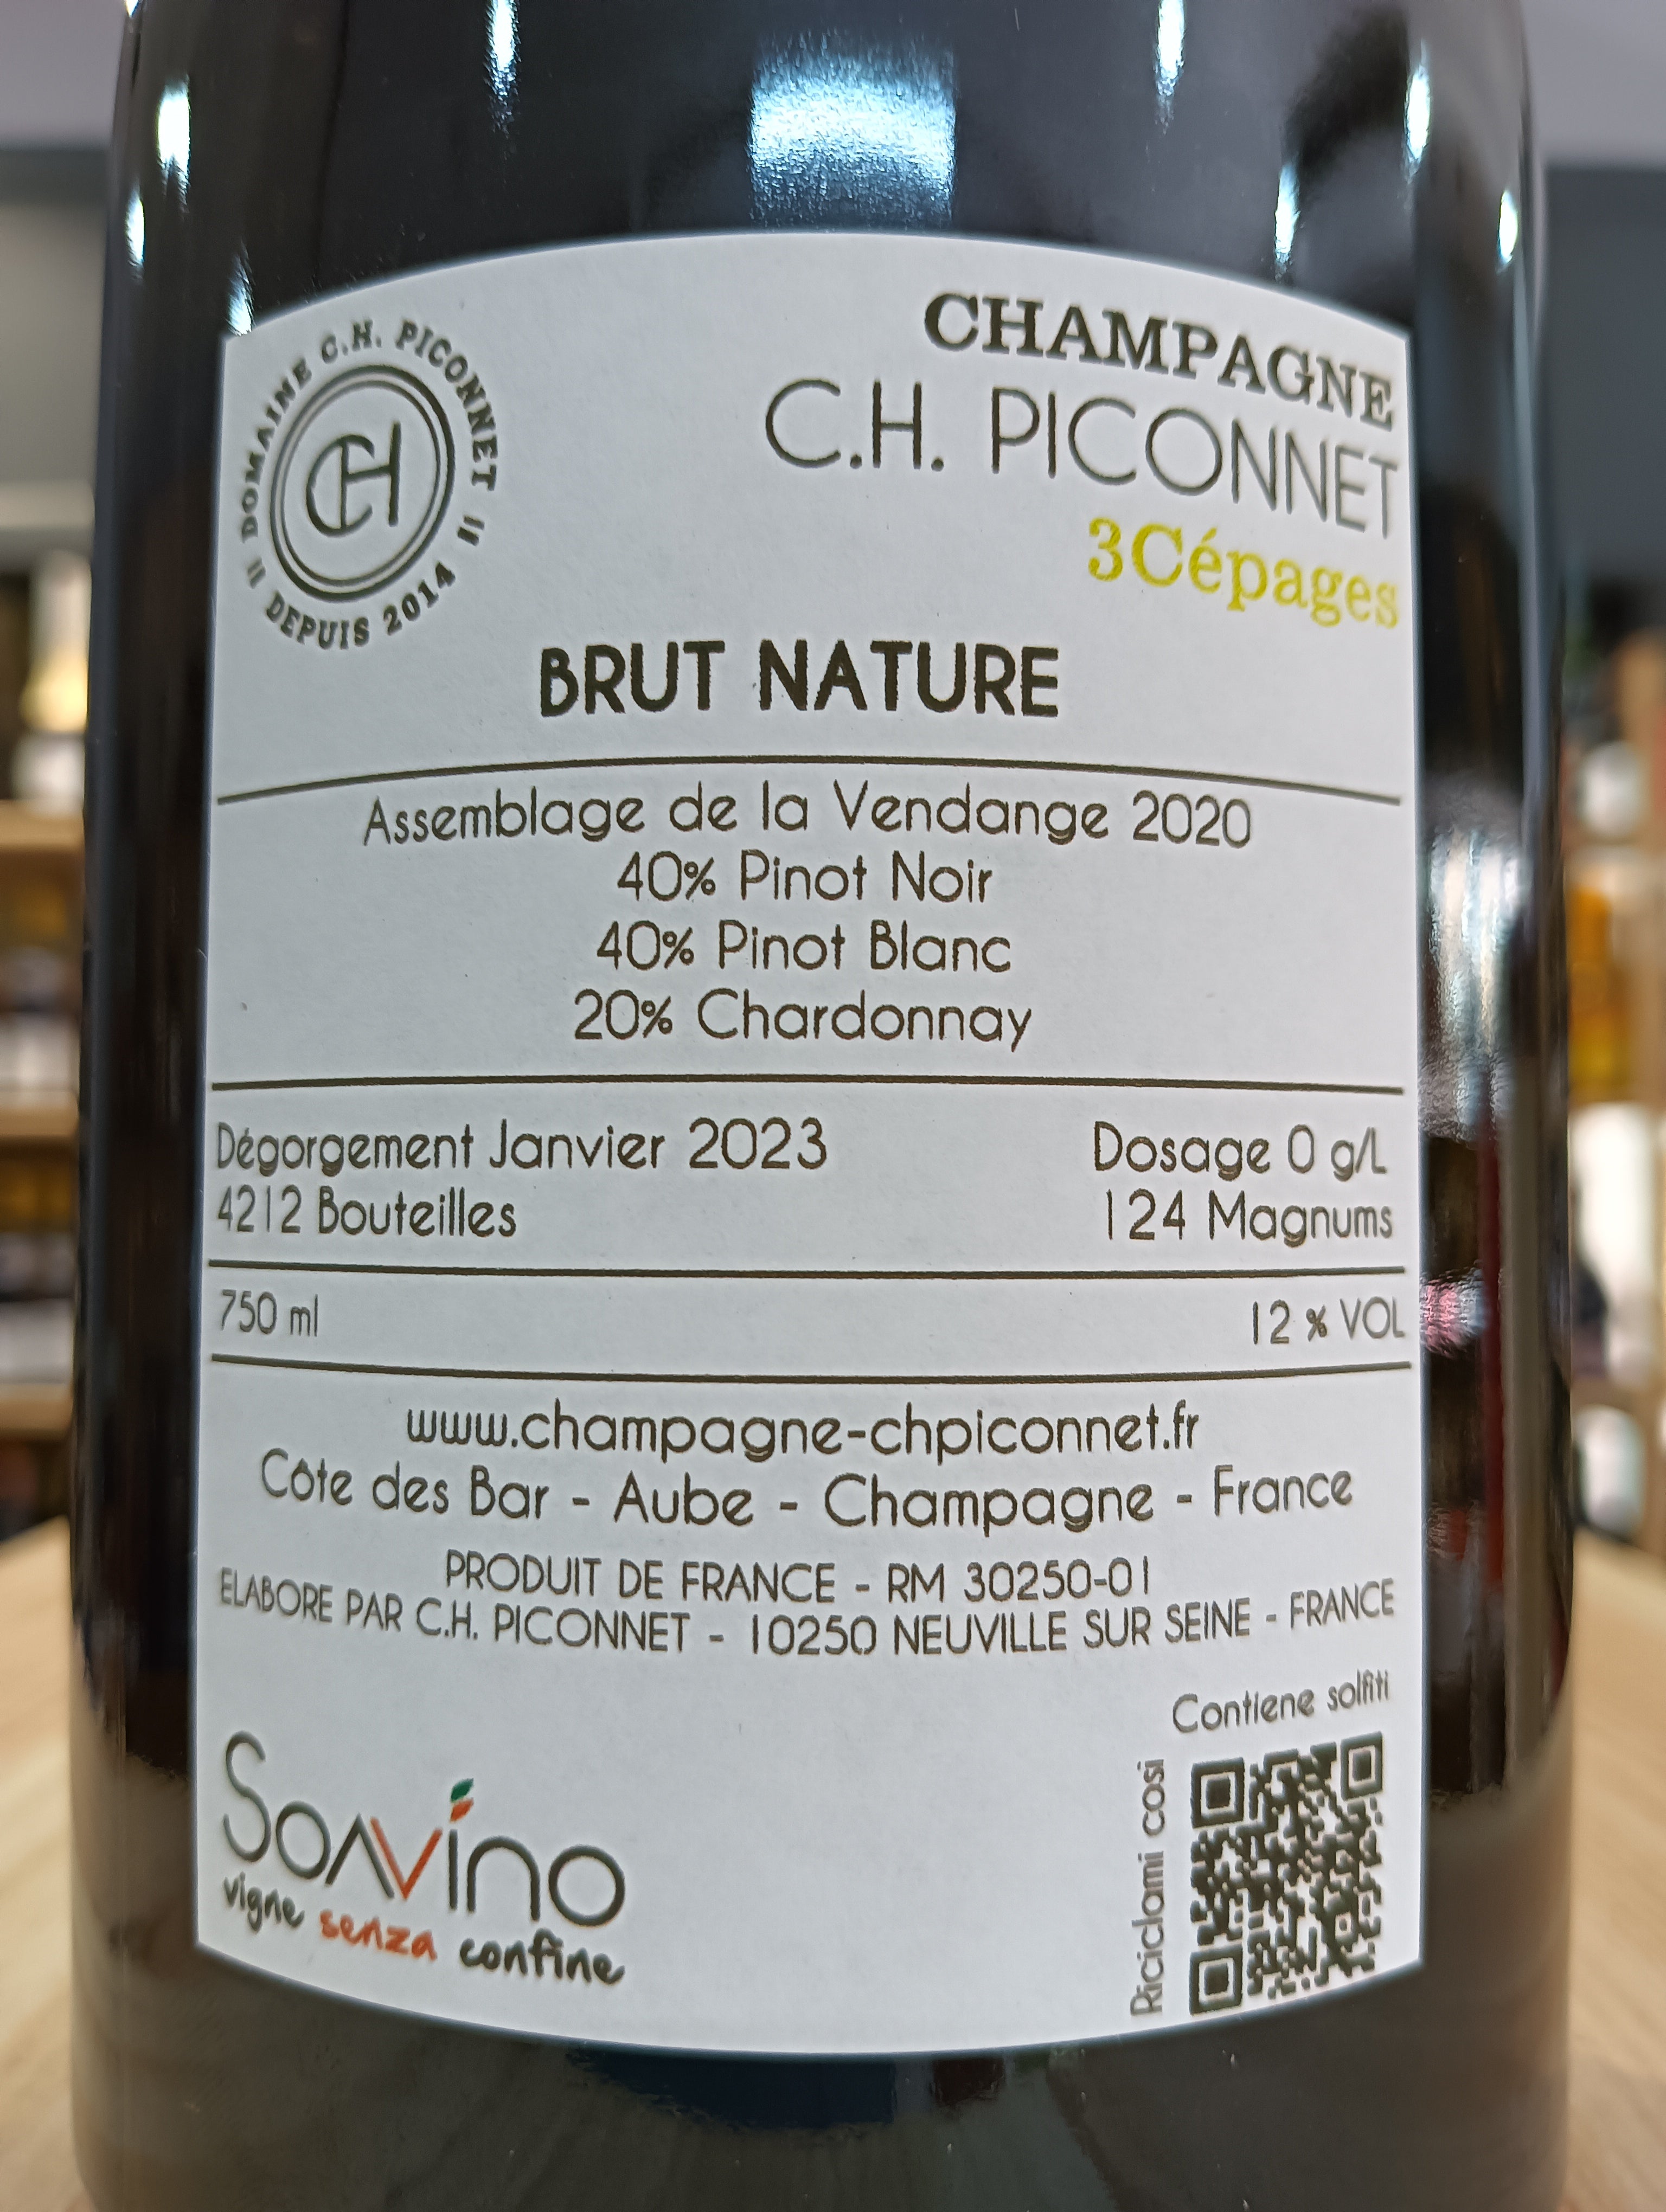 DOMAINE C.H. PICONNET
CH
DEPUIS 2014
CHAMPAGNE
C.H. PICONNET
3Cépages
BRUT NATURE
Assemblage de la Vendange 2020
40% Pinot Noir
40% Pinot Blanc
20% Chardonnay
Dégorgement Janvier 2023 Dosage 0 g/L
4212 Bouteilles 124 Magnums
750 ml 12 % VOL
www.champagne-chpiconnet.fr
Côte des Bar - Aube - Champagne - France
PRODUIT DE FRANCE - RM 30250-01
ELABORE PAR C.H. PICONNET - 10250 NEUVILLE SUR SEINE - FRANCE
Contiene solfiti
Riciclami così
Soavino
vigne senza confine